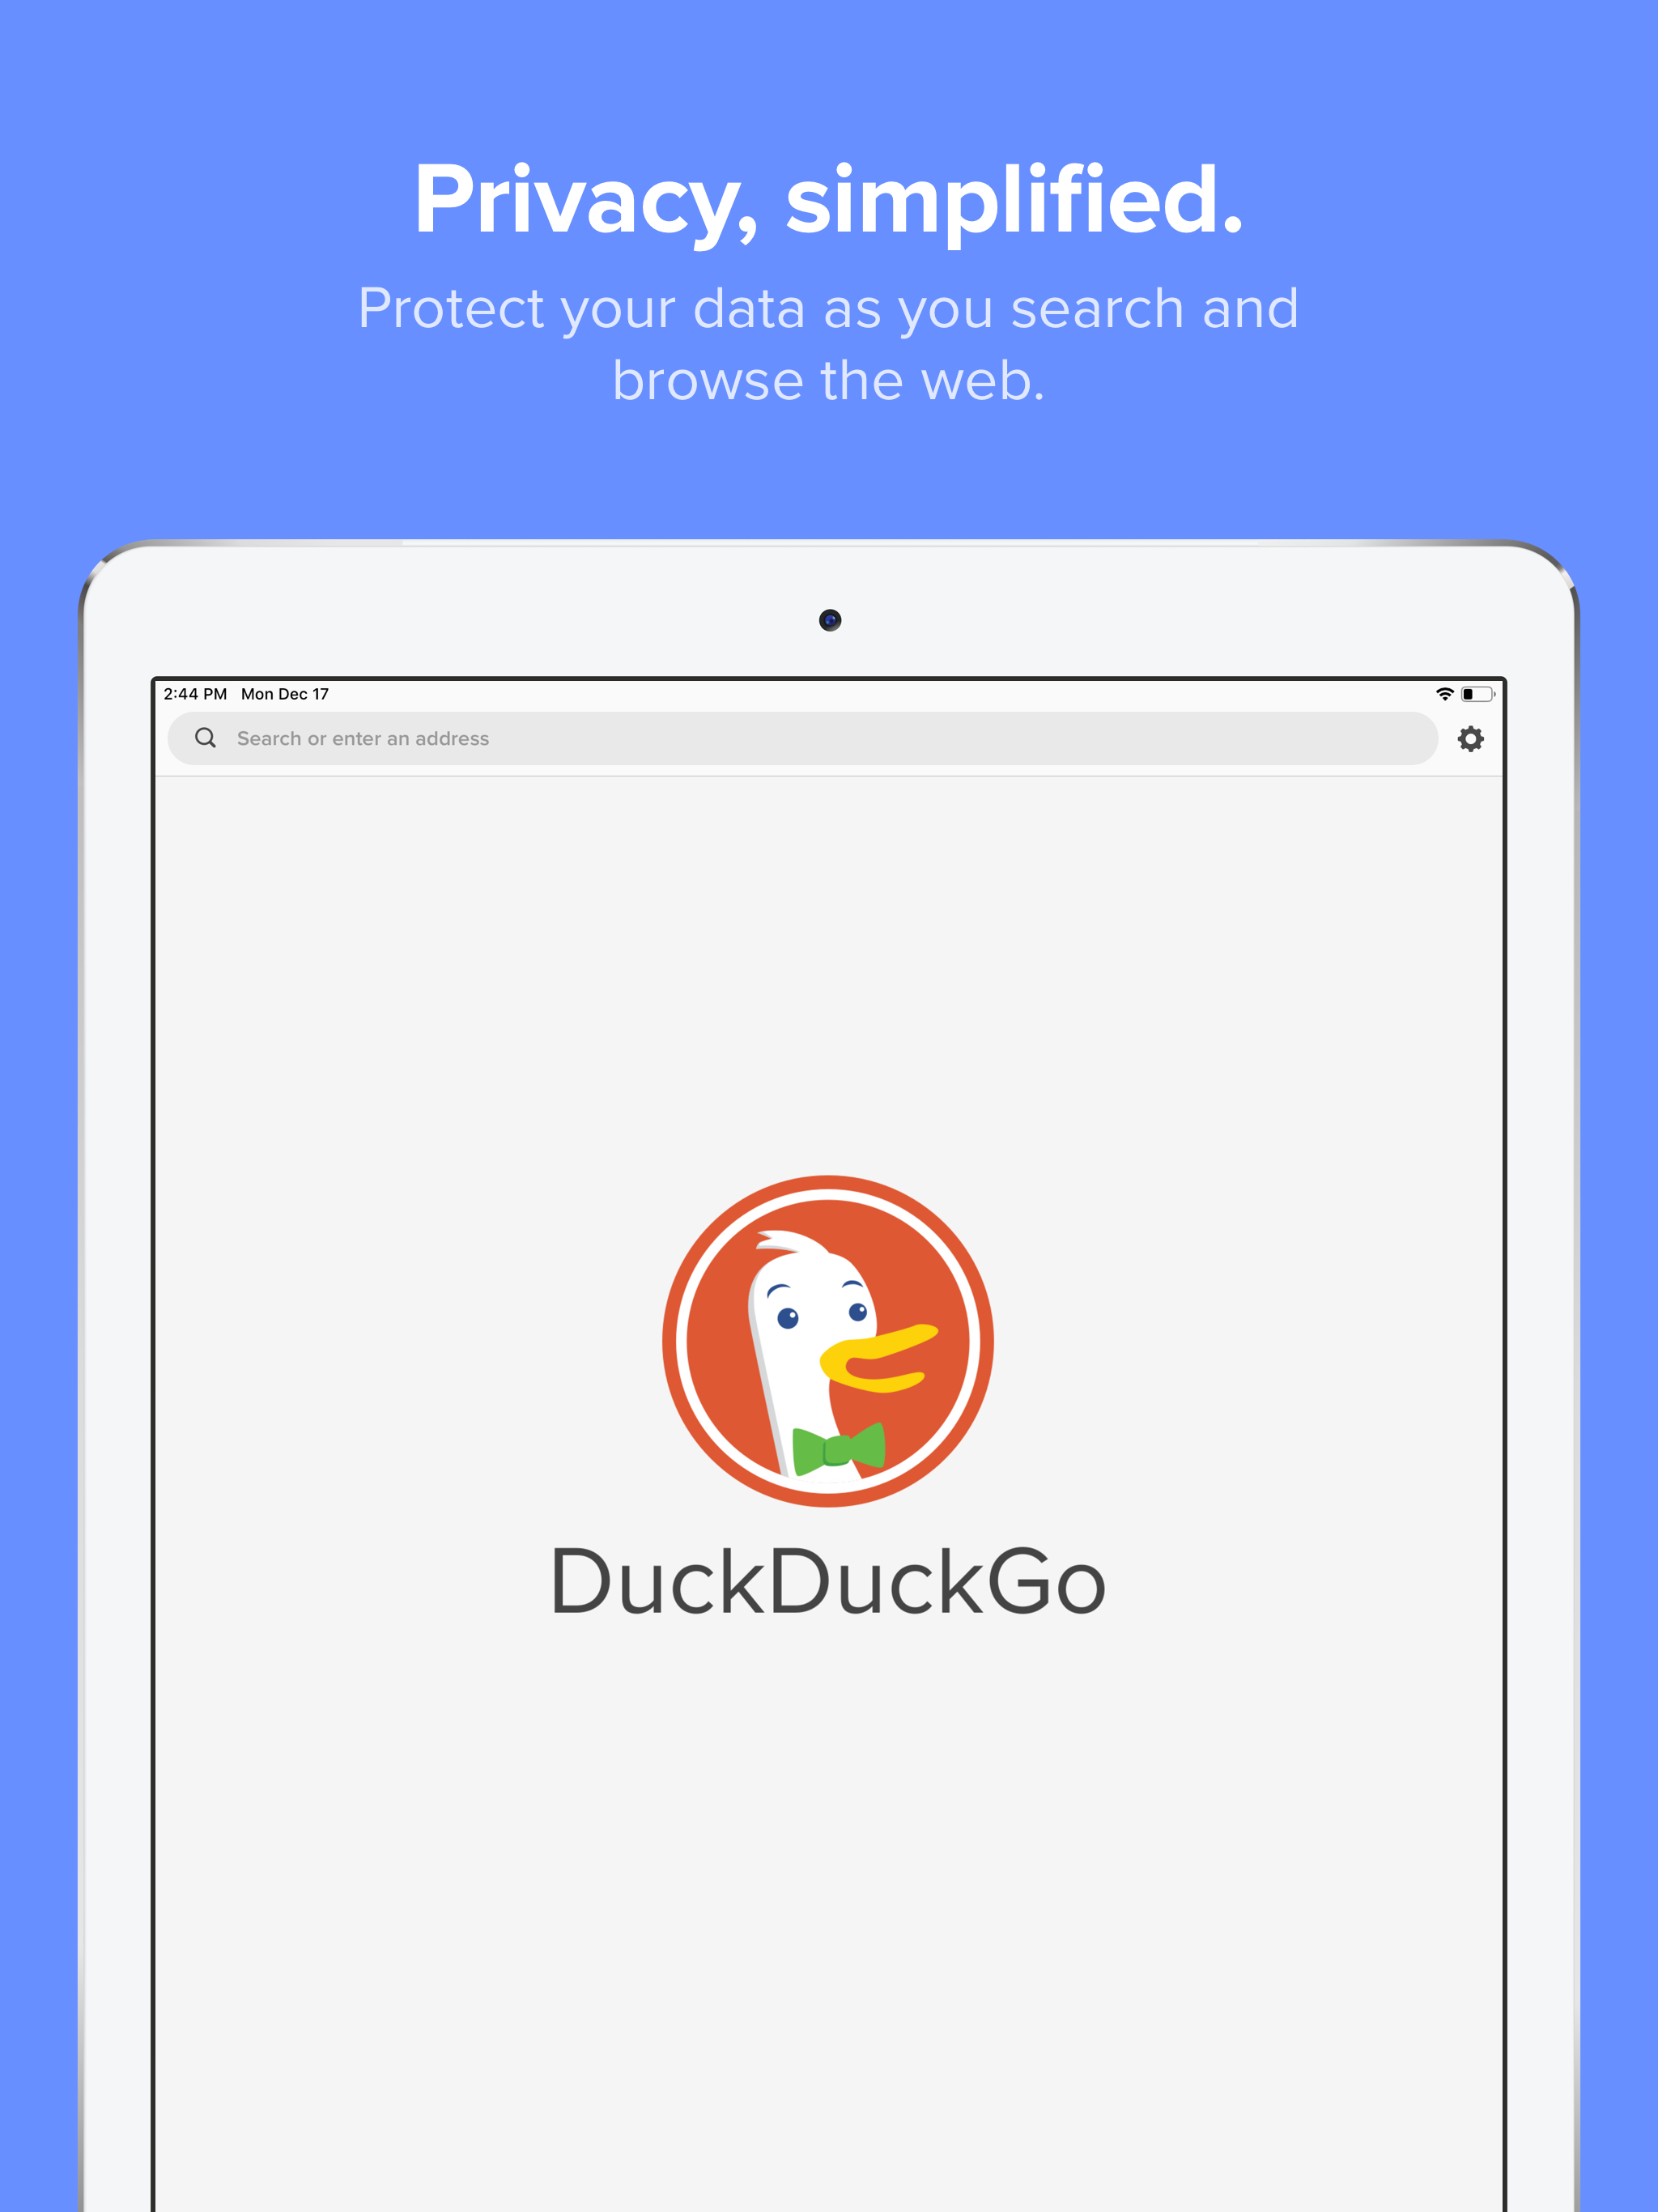 Privacy, simplified.
Protect your data as you search and
browse the web.
2:44 PM Mon Dec 17
Search or enter an address
DuckDuckGo